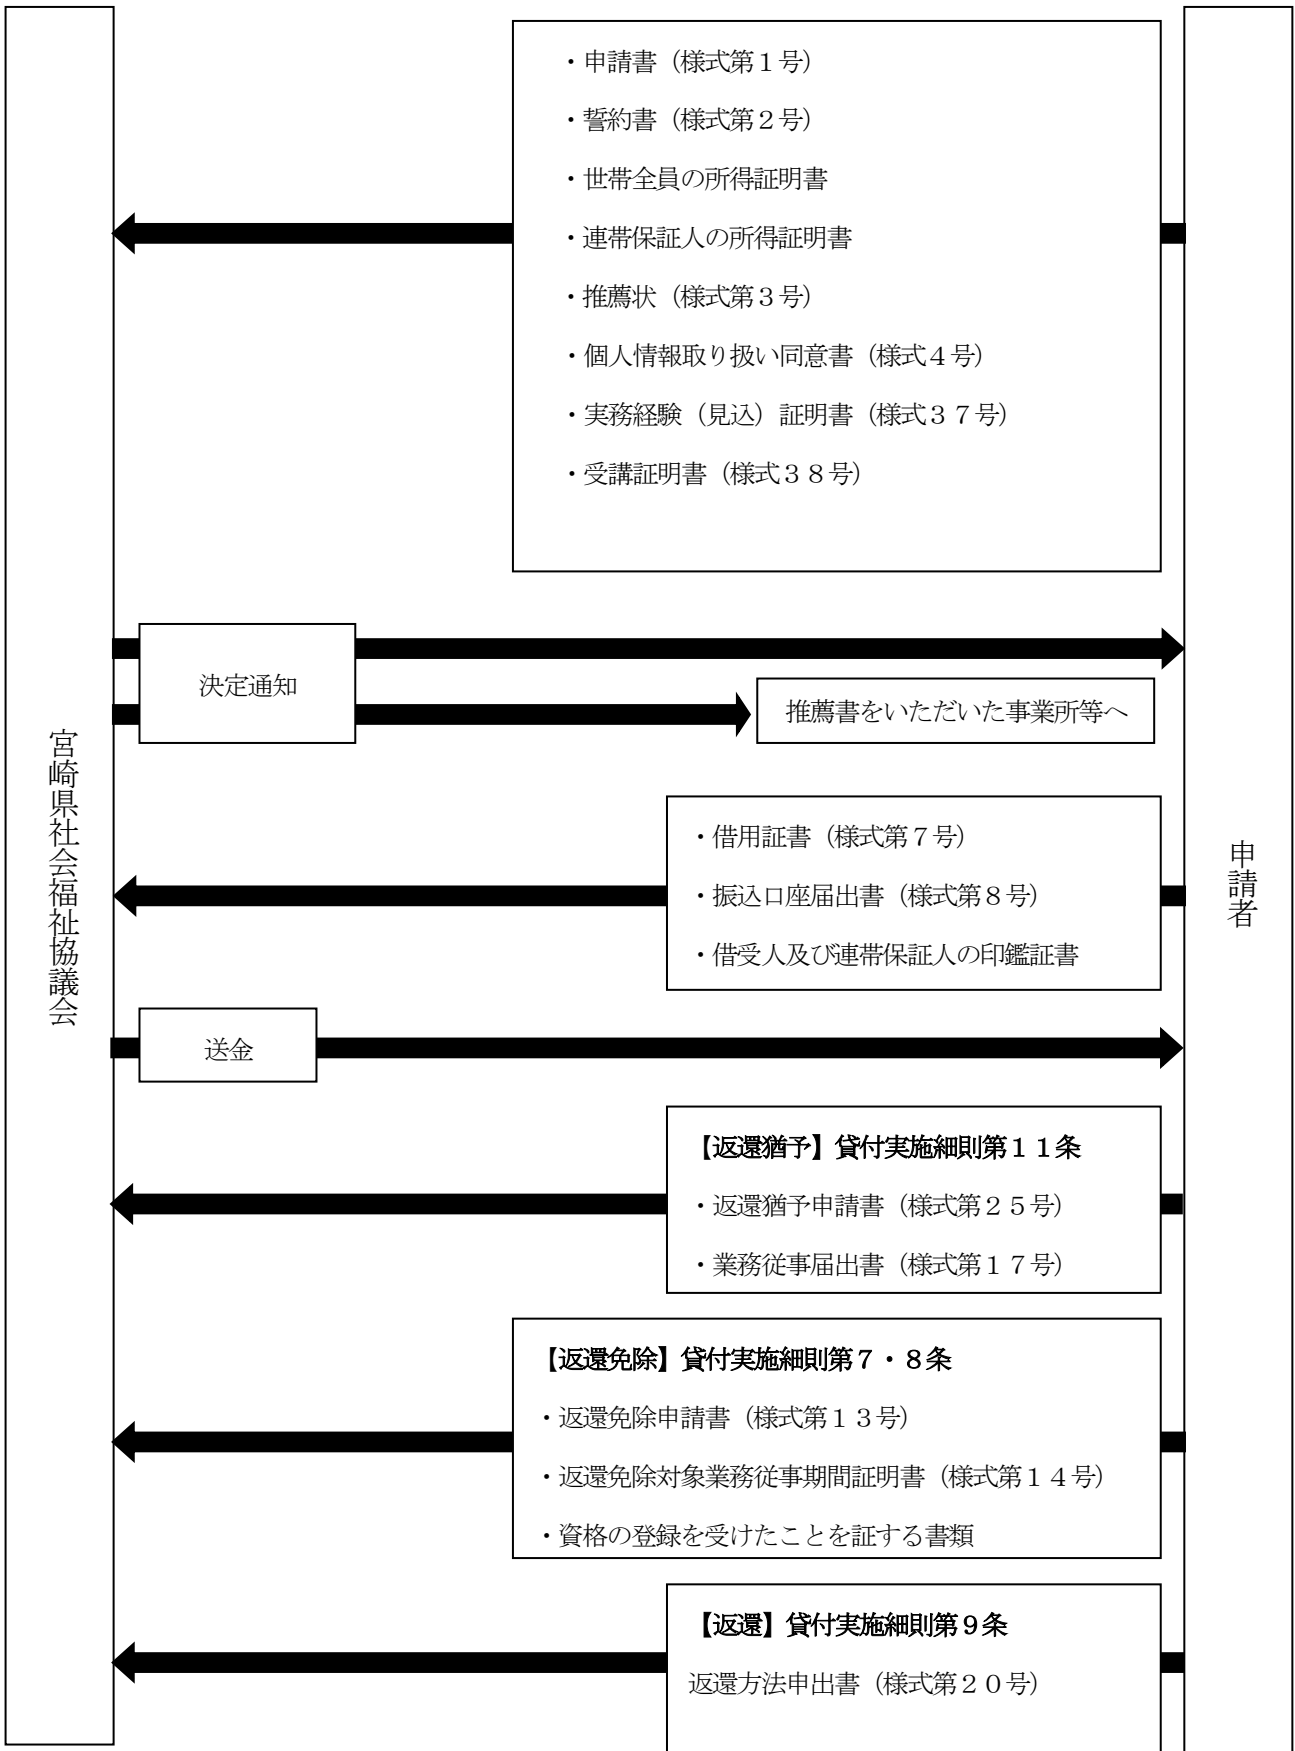 ・申請書（様式第１号）
・誓約書（様式第２号）
・世帯全員の所得証明書
・連帯保証人の所得証明書
・推薦状（様式第３号）
・個人情報取り扱い同意書（様式４号）
・実務経験（見込）証明書（様式３７号）
・受講証明書（様式３８号）
決定通知
推薦書をいただいた事業所等へ
宮崎県社会福祉協議会
申請者
・借用証書（様式第７号）
・振込口座届出書（様式第８号）
・借受人及び連帯保証人の印鑑証書
送金
【返還猶予】貸付実施細則第１１条
・返還猶予申請書（様式第２５号）
・業務従事届出書（様式第１７号）
【返還免除】貸付実施細則第７・８条
・返還免除申請書（様式第１３号）
・返還免除対象業務従事期間証明書（様式第１４号）
・資格の登録を受けたことを証する書類
【返還】貸付実施細則第９条
返還方法申出書（様式第２０号）